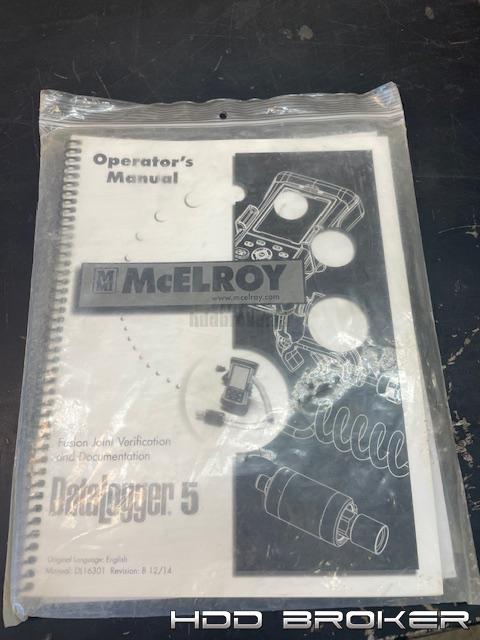 Operator's
Manual
M McELROY
www.mcelroy.com
Fusion Joint Verification
and Documentation
DataLogger. 5
Original Language: English
Manual: DL16301 Revision: B 12/14
HDD BROKER